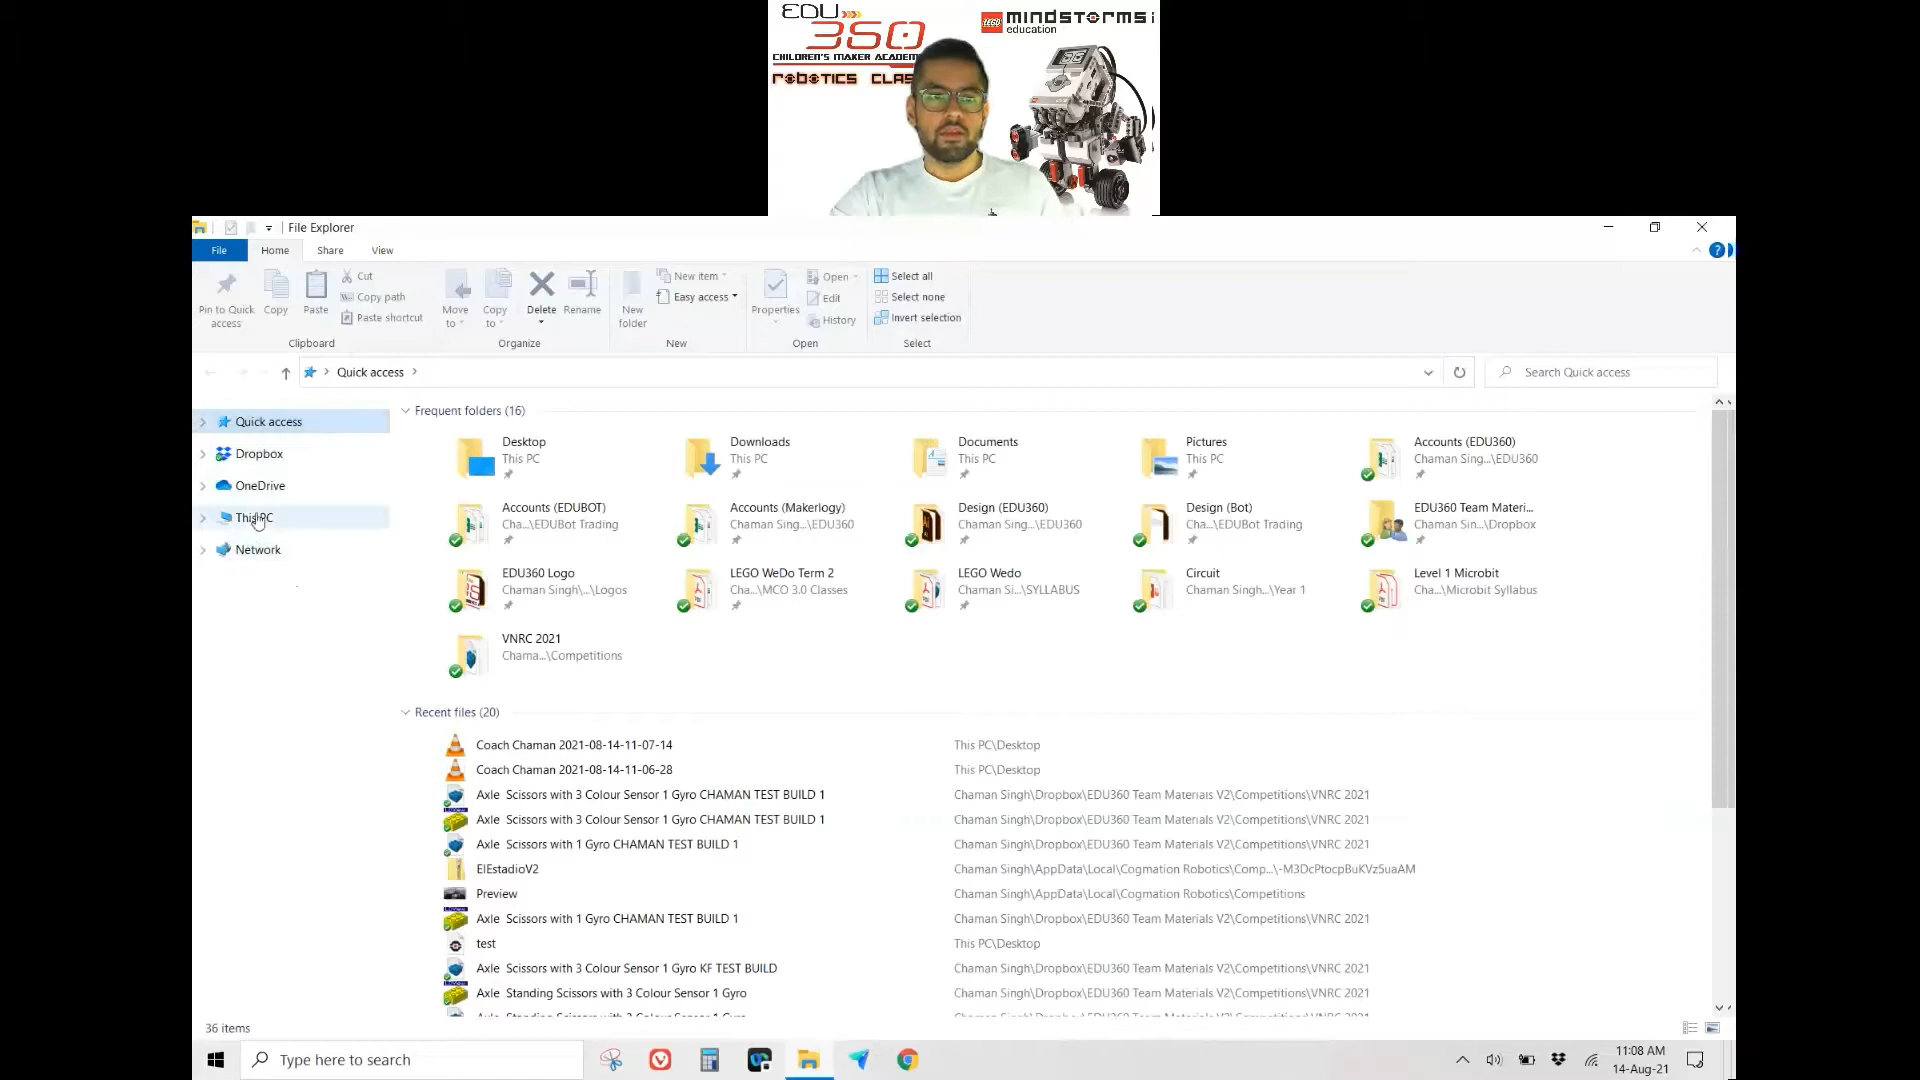 EDU
360
CHILDREN'S MAKER ACADEM
ROBOTICS CLAS
LEGO mindstorms
education
File Explorer
File Home Share View
Pin to Quick access
Copy
Paste
Cut
Copy path
Paste shortcut
Clipboard
Move to
Copy to
Delete
Rename
Organize
New folder
New item
Easy access
New
Properties
Open
Edit
History
Open
Select all
Select none
Invert selection
Select
Quick access
Search Quick access
Quick access
Dropbox
OneDrive
This PC
Network
Frequent folders (16)
Desktop
This PC
Downloads
This PC
Documents
This PC
Pictures
This PC
Accounts (EDU360)
Chaman Sing...\EDU360
Accounts (EDUBOT)
Cha...\EDUBot Trading
Accounts (Makerlogy)
Chaman Sing...\EDU360
Design (EDU360)
Chaman Sing...\EDU360
Design (Bot)
Cha...\EDUBot Trading
EDU360 Team Materi...
Chaman Sin...\Dropbox
EDU360 Logo
Chaman Singh\...\Logos
LEGO WeDo Term 2
Cha...\MCO 3.0 Classes
LEGO Wedo
Chaman Si...\SYLLABUS
Circuit
Chaman Singh...\Year 1
Level 1 Microbit
Cha...\Microbit Syllabus
VNRC 2021
Chama...\Competitions
Recent files (20)
Coach Chaman 2021-08-14-11-07-14 This PC\Desktop
Coach Chaman 2021-08-14-11-06-28 This PC\Desktop
Axle Scissors with 3 Colour Sensor 1 Gyro CHAMAN TEST BUILD 1 Chaman Singh\Dropbox\EDU360 Team Materials V2\Competitions\VNRC 2021
Axle Scissors with 3 Colour Sensor 1 Gyro CHAMAN TEST BUILD 1 Chaman Singh\Dropbox\EDU360 Team Materials V2\Competitions\VNRC 2021
Axle Scissors with 1 Gyro CHAMAN TEST BUILD 1 Chaman Singh\Dropbox\EDU360 Team Materials V2\Competitions\VNRC 2021
ElEstadioV2 Chaman Singh\AppData\Local\Cogmation Robotics\Comp...\-M3DcPtocpBuKVz5uaAM
Preview Chaman Singh\AppData\Local\Cogmation Robotics\Competitions
Axle Scissors with 1 Gyro CHAMAN TEST BUILD 1 Chaman Singh\Dropbox\EDU360 Team Materials V2\Competitions\VNRC 2021
test This PC\Desktop
Axle Scissors with 3 Colour Sensor 1 Gyro KF TEST BUILD Chaman Singh\Dropbox\EDU360 Team Materials V2\Competitions\VNRC 2021
Axle Standing Scissors with 3 Colour Sensor 1 Gyro Chaman Singh\Dropbox\EDU360 Team Materials V2\Competitions\VNRC 2021
36 items
Type here to search
11:08 AM
14-Aug-21